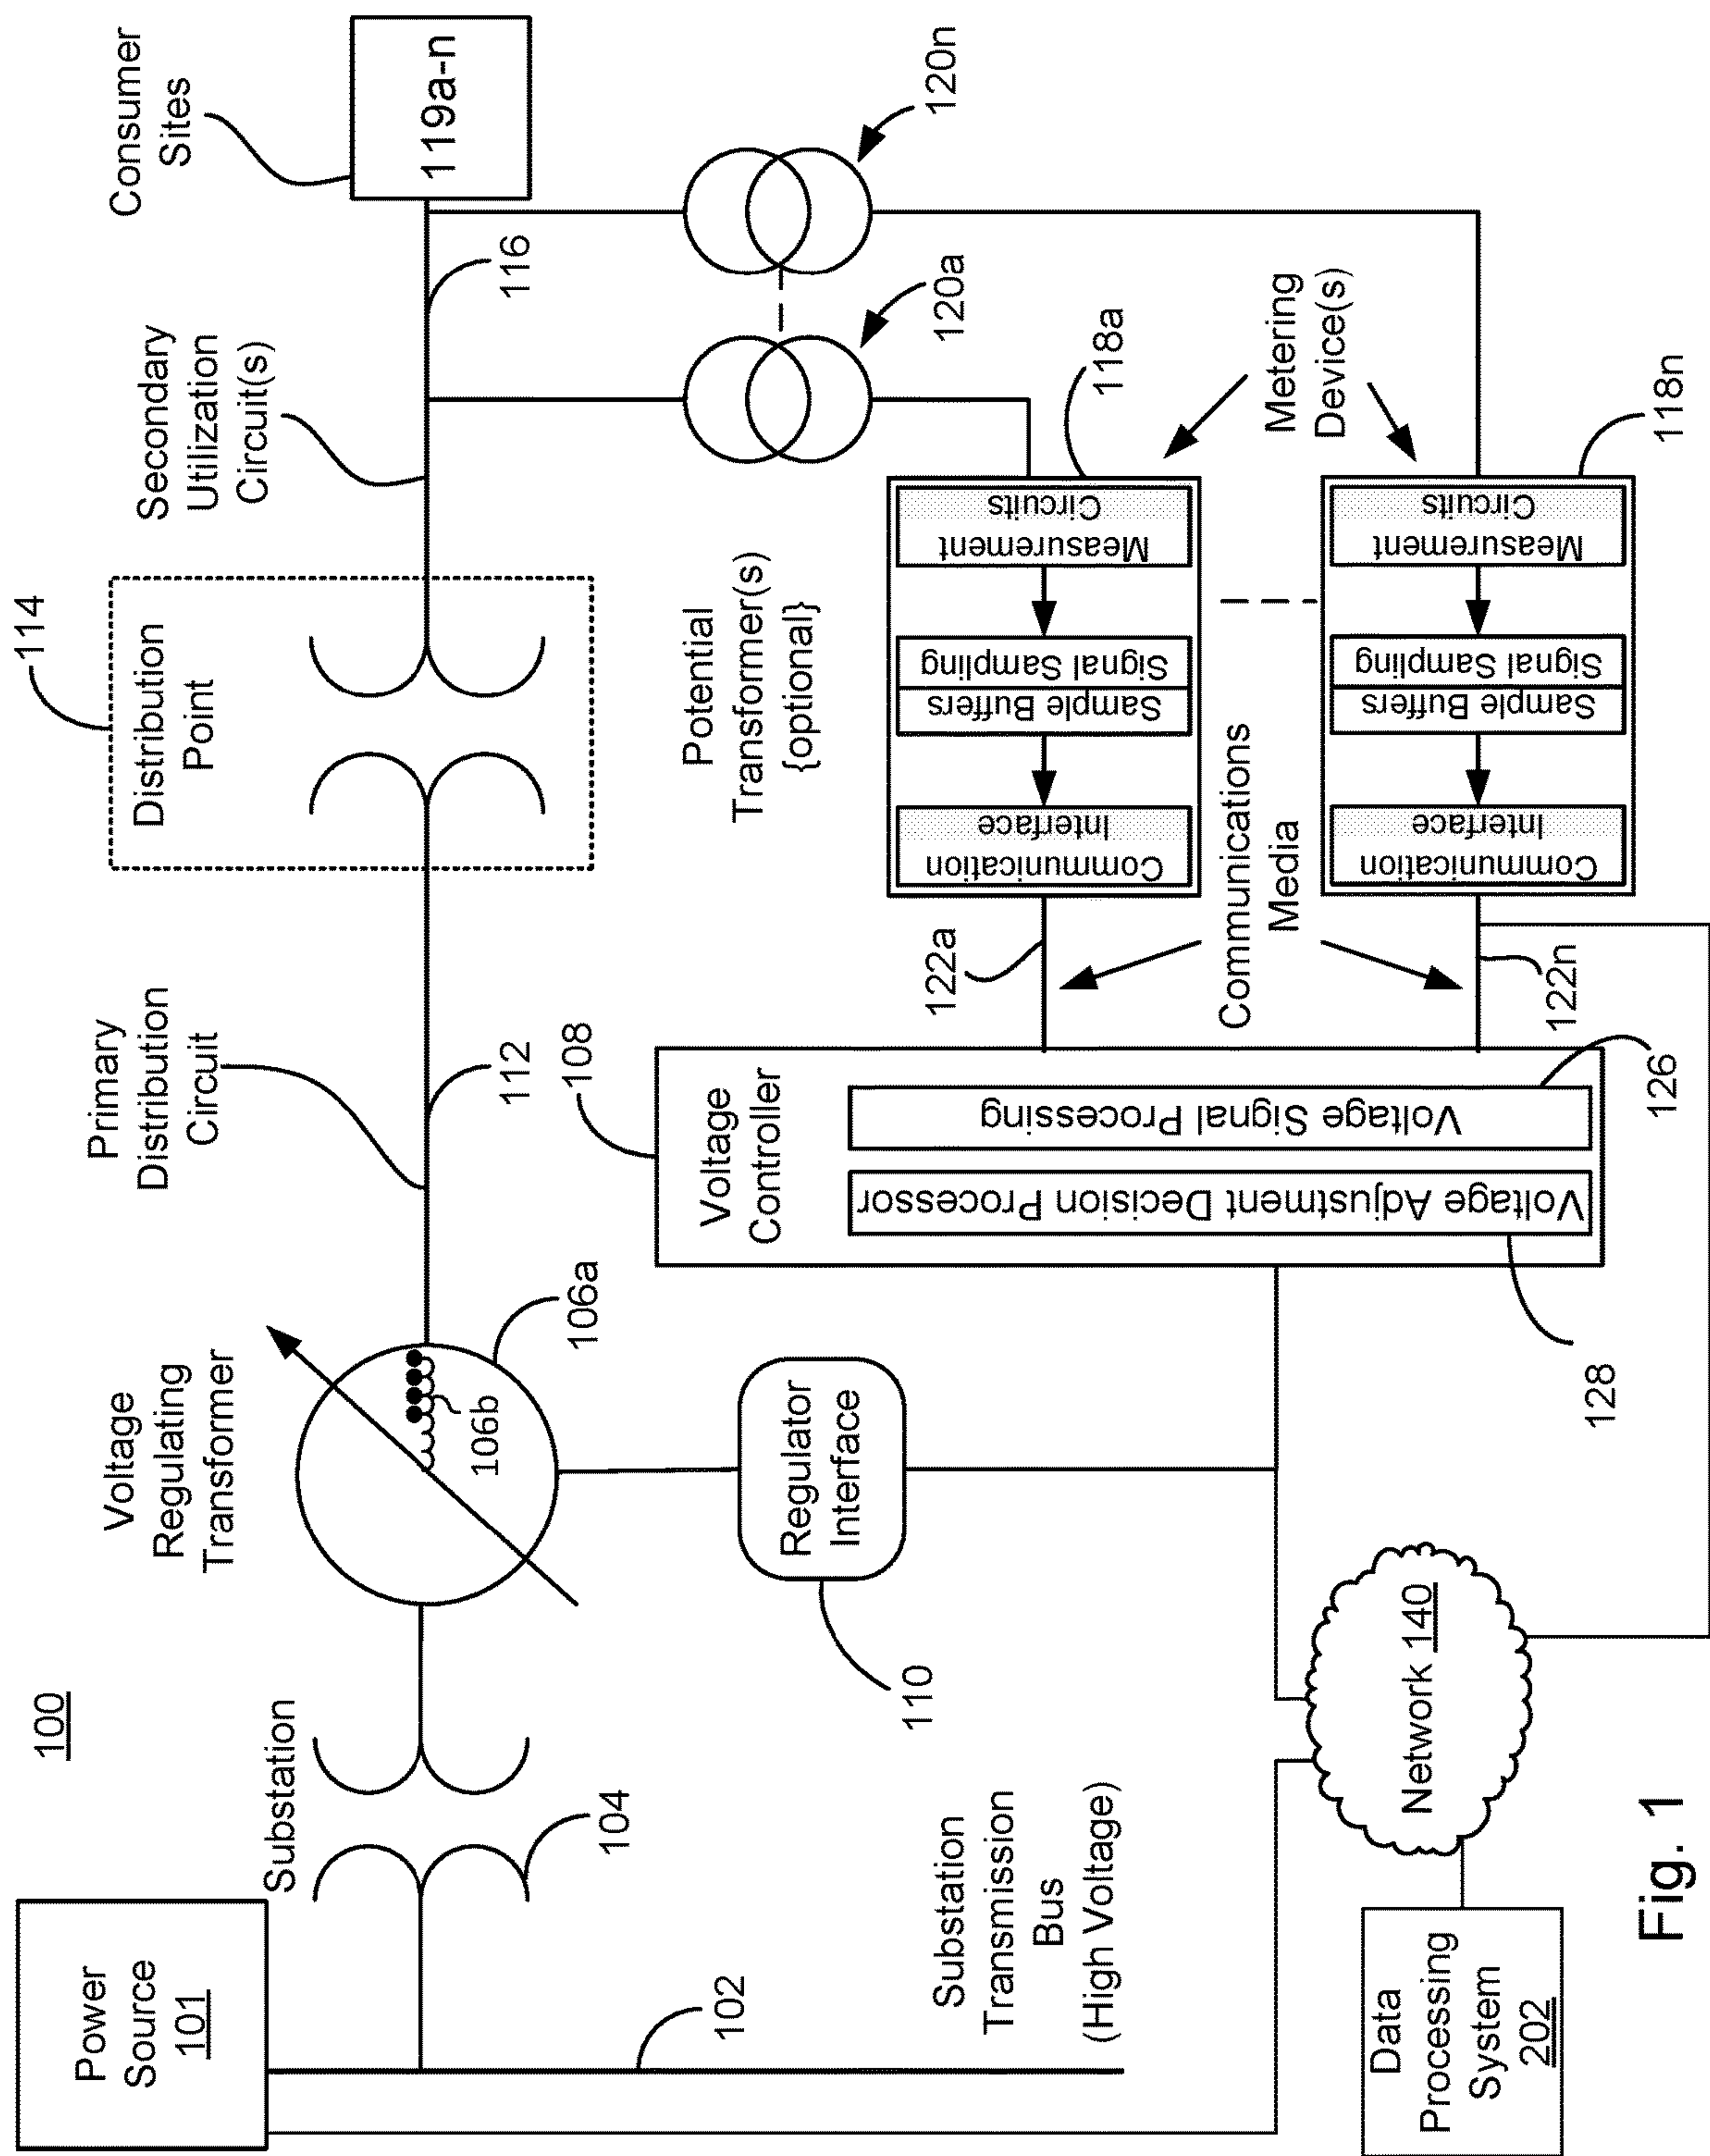 100
Power
Source
101
Substation
104
102
Substation
Transmission
Bus
(High Voltage)
Voltage
Regulating
Transformer
106a
106b
Regulator
Interface
110
Primary
Distribution
Circuit
112
114
Distribution
Point
Secondary
Utilization
Circuit(s)
116
Consumer
Sites
119a-n
120n
120a
Potential
Transformer(s)
{optional}
118a
Measurement
Circuits
Signal Sampling
Sample Buffers
Communication
Interface
Metering
Device(s)
118n
Measurement
Circuits
Signal Sampling
Sample Buffers
Communication
Interface
Communications
Media
122a
122n
108
Voltage
Controller
Voltage Signal Processing
Voltage Adjustment Decision Processor
126
128
Network 140
Data
Processing
System
202
Fig. 1